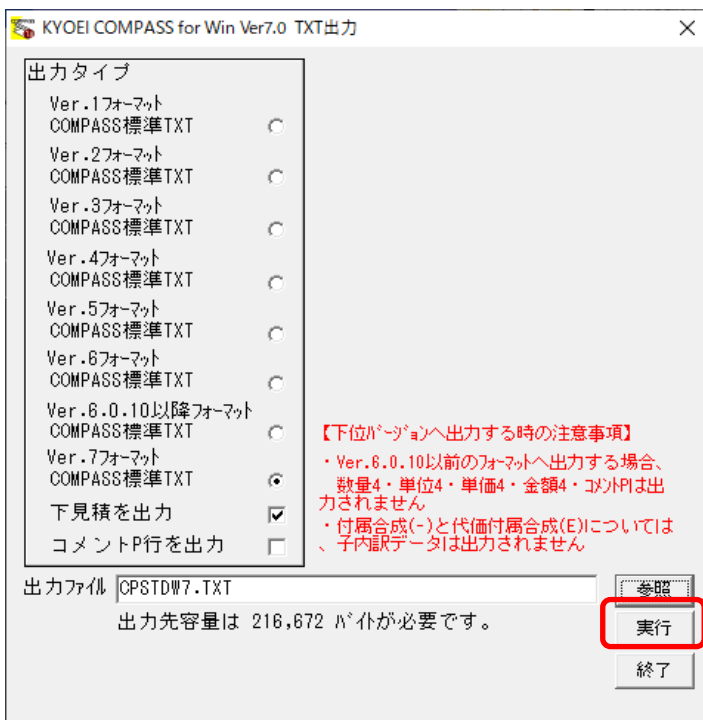 KYOEI COMPASS for Win Ver7.0 TXT出力
出力タイプ
Ver.1フォーマット
COMPASS標準TXT
Ver.2フォーマット
COMPASS標準TXT
Ver.3フォーマット
COMPASS標準TXT
Ver.4フォーマット
COMPASS標準TXT
Ver.5フォーマット
COMPASS標準TXT
Ver.6フォーマット
COMPASS標準TXT
Ver.6.0.10以降フォーマット
COMPASS標準TXT
Ver.7フォーマット
COMPASS標準TXT
下見積を出力
コメントP行を出力
【下位バージョンへ出力する時の注意事項】
・Ver.6.0.10以前のフォーマットへ出力する場合、
数量4・単位4・単価4・金額4・コメントPIは出
力されません
・付属合成(-)と代価付属合成(E)については
、子内訳データは出力されません
出力ファイル CPSTDW7.TXT
参照
出力先容量は 216,672 バイトが必要です。
実行
終了